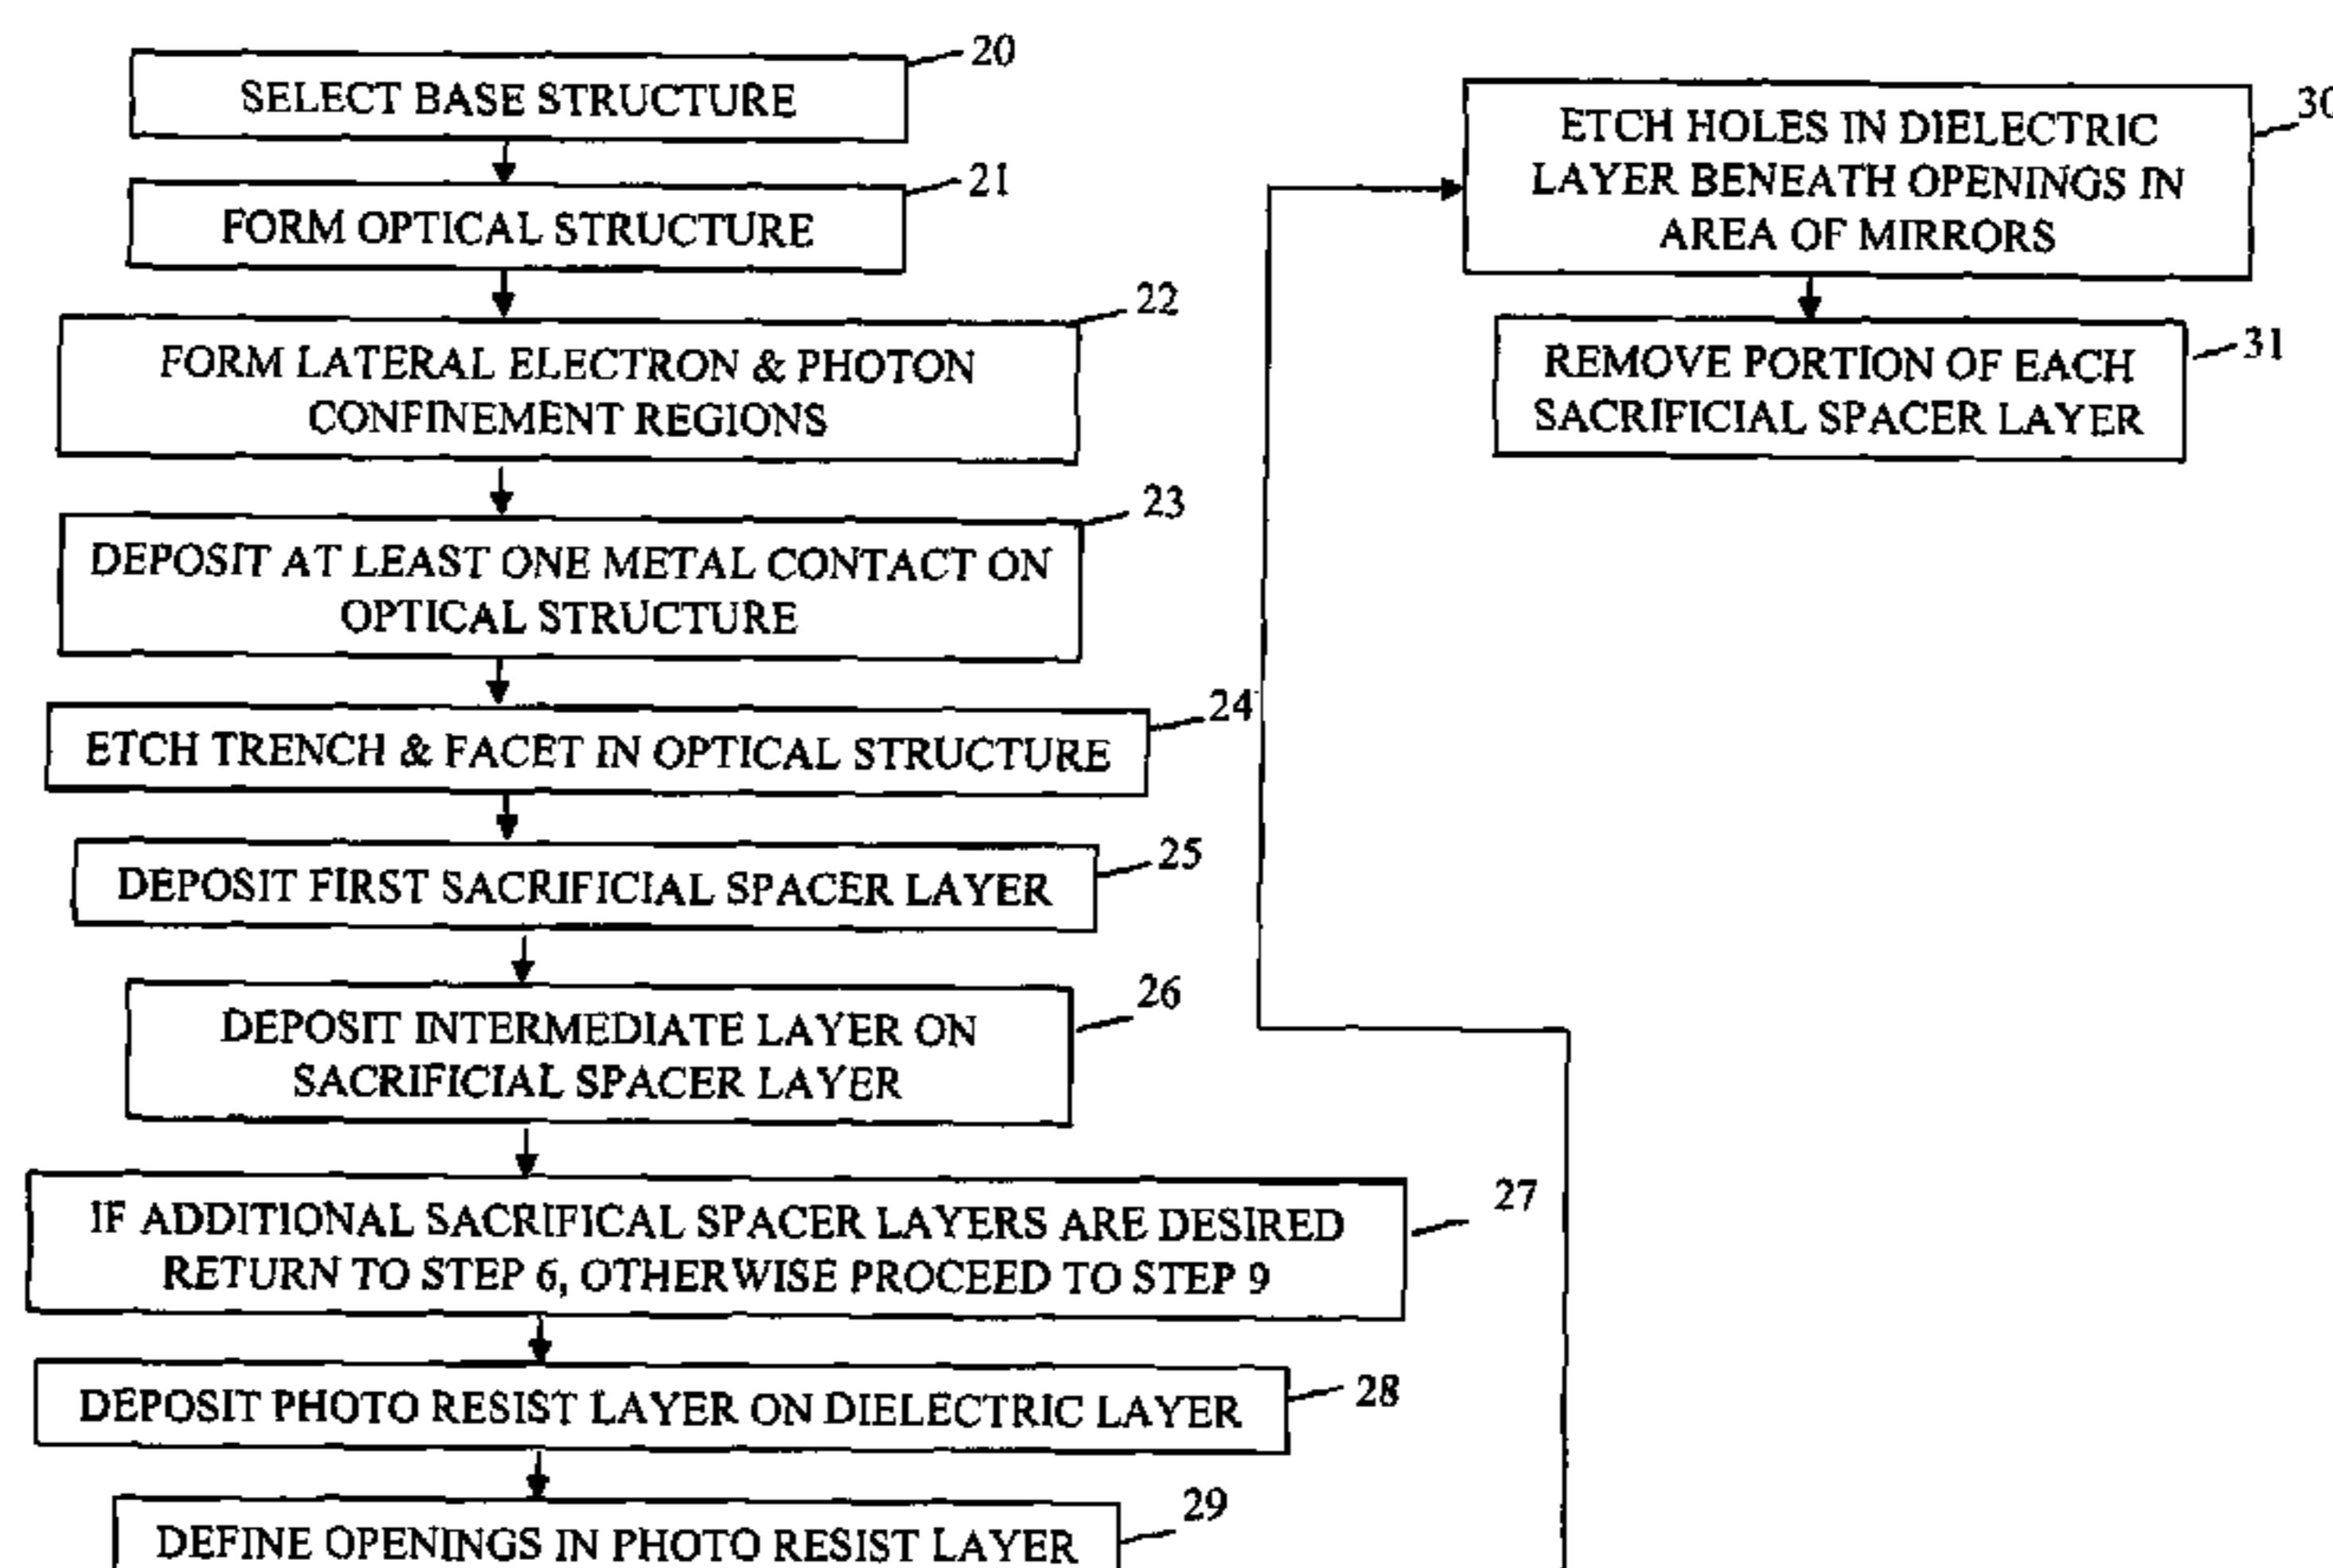 20
SELECT BASE STRUCTURE
21
FORM OPTICAL STRUCTURE
22
FORM LATERAL ELECTRON & PHOTON
CONFINEMENT REGIONS
23
DEPOSIT AT LEAST ONE METAL CONTACT ON
OPTICAL STRUCTURE
24
ETCH TRENCH & FACET IN OPTICAL STRUCTURE
25
DEPOSIT FIRST SACRIFICIAL SPACER LAYER
26
DEPOSIT INTERMEDIATE LAYER ON
SACRIFICIAL SPACER LAYER
27
IF ADDITIONAL SACRIFICAL SPACER LAYERS ARE DESIRED
RETURN TO STEP 6, OTHERWISE PROCEED TO STEP 9
28
DEPOSIT PHOTO RESIST LAYER ON DIELECTRIC LAYER
29
DEFINE OPENINGS IN PHOTO RESIST LAYER
30
ETCH HOLES IN DIELECTRIC
LAYER BENEATH OPENINGS IN
AREA OF MIRRORS
31
REMOVE PORTION OF EACH
SACRIFICIAL SPACER LAYER